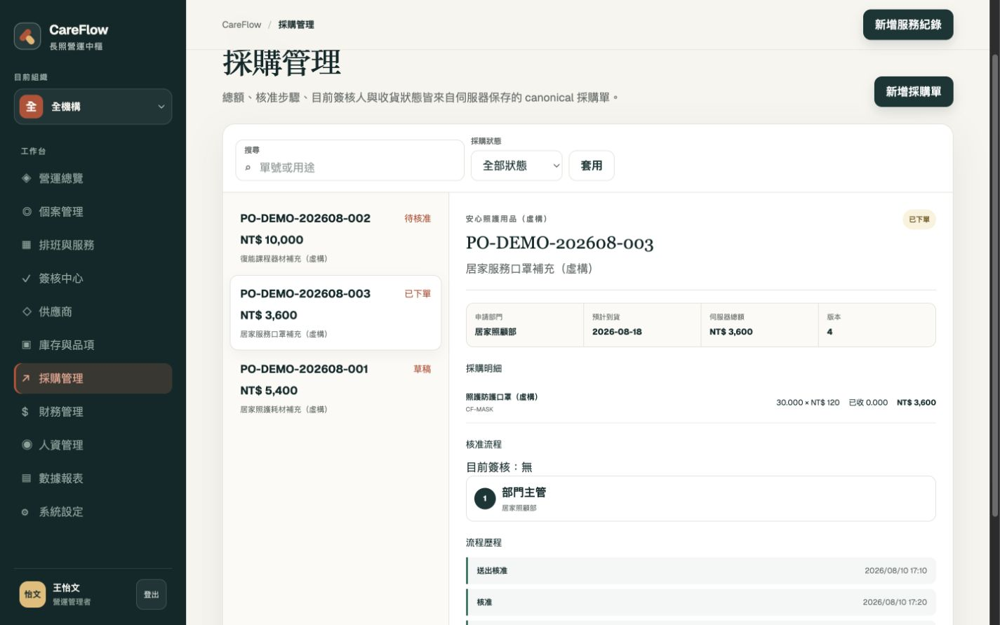 CareFlow
長照營運中樞
目前組織
全 全機構
工作台
營運總覽
個案管理
排班與服務
簽核中心
供應商
庫存與品項
採購管理
$ 財務管理
人資管理
數據報表
系統設定
怡文
王怡文
營運管理者
登出
CareFlow / 採購管理
新增服務紀錄
採購管理
總額、核准步驟、目前簽核人與收貨狀態皆來自伺服器保存的 canonical 採購單。
新增採購單
搜尋
單號或用途
採購狀態
全部狀態
套用
PO-DEMO-202608-002 待核准
NT$ 10,000
復能課程器材補充（虛構）
PO-DEMO-202608-003 已下單
NT$ 3,600
居家服務口罩補充（虛構）
PO-DEMO-202608-001 草稿
NT$ 5,400
居家照護耗材補充（虛構）
安心照護用品（虛構）
已下單
PO-DEMO-202608-003
居家服務口罩補充（虛構）
申請部門
居家照顧部
預計到貨
2026-08-18
伺服器總額
NT$ 3,600
版本
4
採購明細
照護防護口罩（虛構）
CF-MASK
30.000 × NT$ 120 已收 0.000 NT$ 3,600
核准流程
目前簽核：無
1 部門主管
居家照顧部
流程歷程
送出核准 2026/08/10 17:10
核准 2026/08/10 17:20